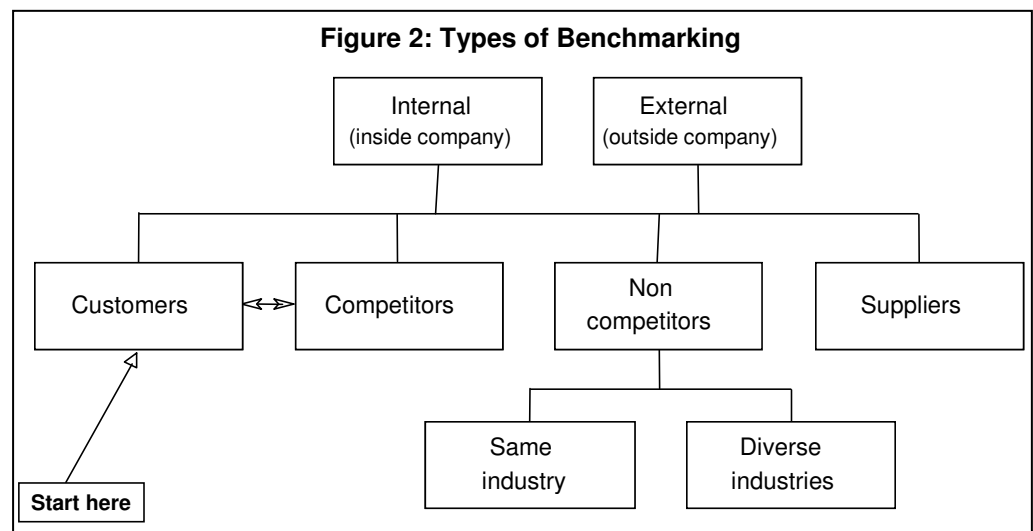 Figure 2: Types of Benchmarking
Internal
(inside company)
External
(outside company)
Customers
Competitors
Non
competitors
Suppliers
Same
industry
Diverse
industries
Start here